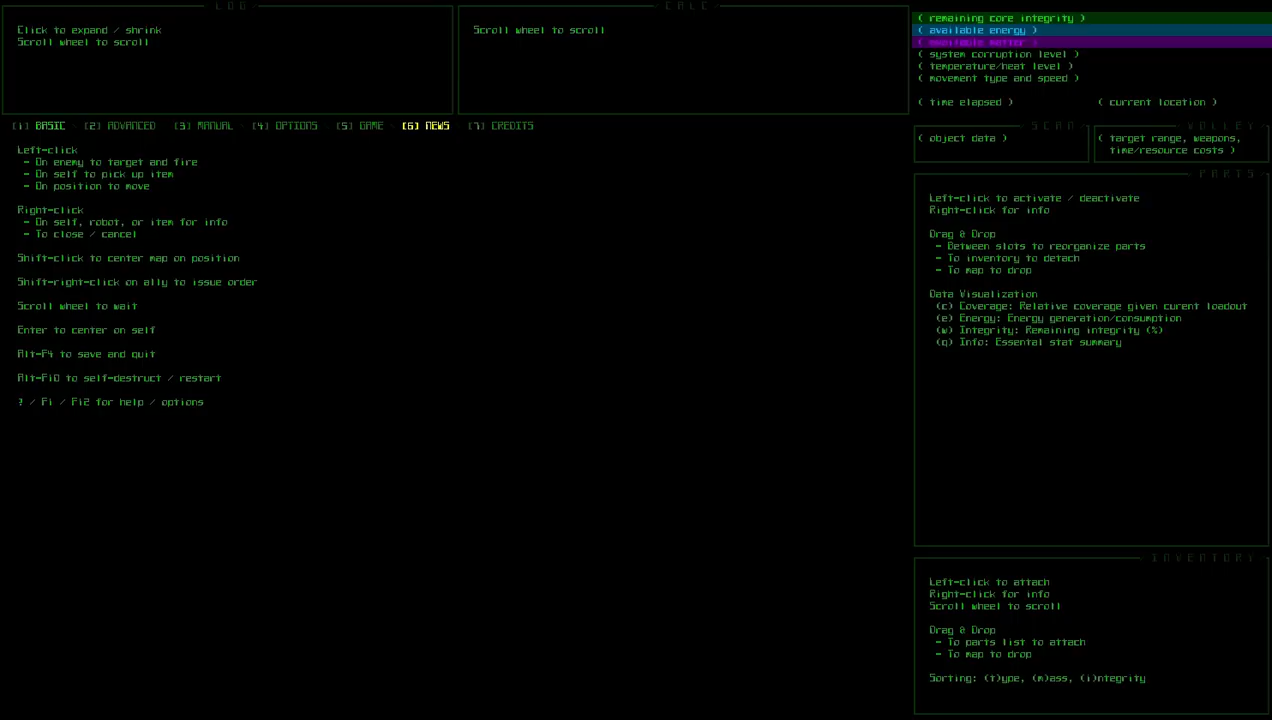 LOG /
/ CALC /
Click to expand / shrink
Scroll wheel to scroll
Scroll wheel to scroll
( remaining core integrity )
( available energy )
( available matter )
( system corruption level )
( temperature/heat level )
( movement type and speed )
( time elapsed )
( current location )
[1] BASIC - [2] ADVANCED - [3] MANUAL - [4] OPTIONS - [5] GAME - [6] NEWS - [7] CREDITS
/ SCAN /
/ VOLLEY /
( object data )
( target range, weapons,
time/resource costs )
Left-click
- On enemy to target and fire
- On self to pick up item
- On position to move
Right-click
- On self, robot, or item for info
- To close / cancel
Shift-click to center map on position
Shift-right-click on ally to issue order
Scroll wheel to wait
Enter to center on self
Alt-F4 to save and quit
Alt-F10 to self-destruct / restart
? / F1 / F12 for help / options
/ PARTS /
Left-click to activate / deactivate
Right-click for info
Drag & Drop
- Between slots to reorganize parts
- To inventory to detach
- To map to drop
Data Visualization
(c) Coverage: Relative coverage given curent loadout
(e) Energy: Energy generation/consumption
(w) Integrity: Remaining integrity (%)
(q) Info: Essental stat summary
/ INVENTORY /
Left-click to attach
Right-click for info
Scroll wheel to scroll
Drag & Drop
- To parts list to attach
- To map to drop
Sorting: (t)ype, (m)ass, (i)ntegrity